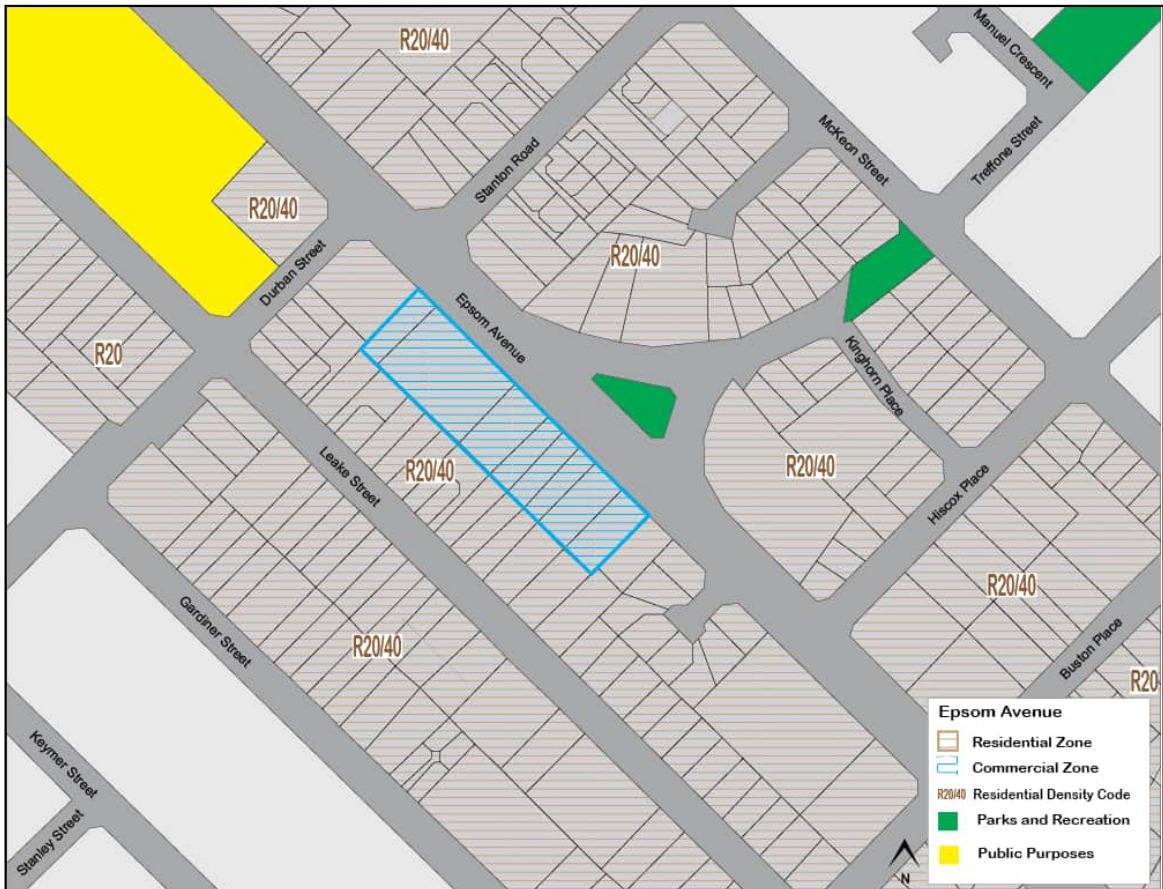 Manuel Crescent
R20/40
McKeon Street
Treffone Street
Stanton Road
R20/40
Durban Street
R20/40
Epsom Avenue
R20
Kinghorn Place
Leake Street
R20/40
R20/40
Hiscox Place
R20/40
Gardiner Street
R20/40
Buston Place
R20
Keymer Street
Stanley Street
Epsom Avenue
Residential Zone
Commercial Zone
R20/40 Residential Density Code
Parks and Recreation
Public Purposes
N